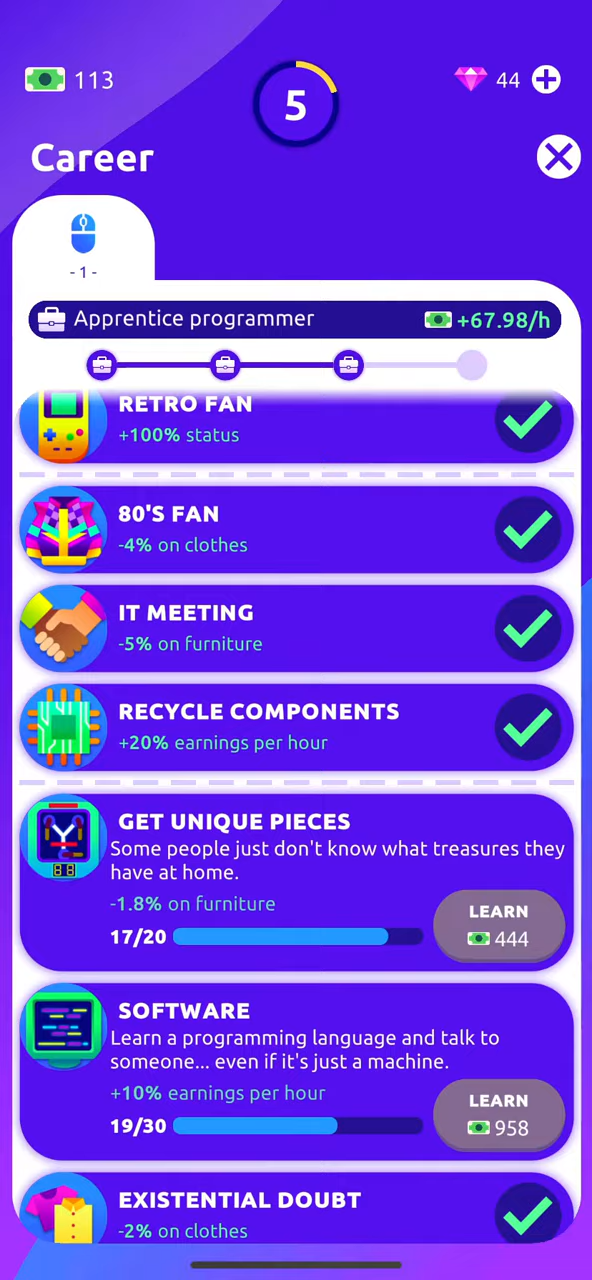 113
5
44
Career
- 1 -
Apprentice programmer
+67.98/h
RETRO FAN
+100% status
80'S FAN
-4% on clothes
IT MEETING
-5% on furniture
RECYCLE COMPONENTS
+20% earnings per hour
GET UNIQUE PIECES
Some people just don't know what treasures they
have at home.
-1.8% on furniture
17/20
LEARN
444
SOFTWARE
Learn a programming language and talk to
someone... even if it's just a machine.
+10% earnings per hour
19/30
LEARN
958
EXISTENTIAL DOUBT
-2% on clothes